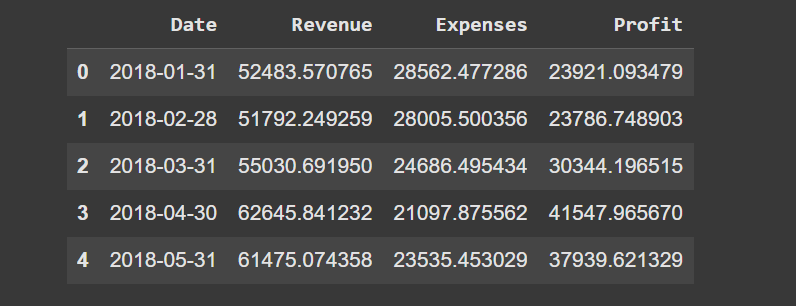 Date Revenue Expenses Profit
0 2018-01-31 52483.570765 28562.477286 23921.093479
1 2018-02-28 51792.249259 28005.500356 23786.748903
2 2018-03-31 55030.691950 24686.495434 30344.196515
3 2018-04-30 62645.841232 21097.875562 41547.965670
4 2018-05-31 61475.074358 23535.453029 37939.621329